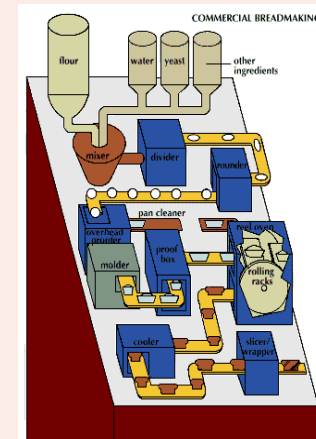 COMMERCIAL BREADMAKING
flour
water
yeast
other
ingredients
mixer
divider
rounder
pan cleaner
overhead
proofer
proof
box
reel oven
molder
rolling
racks
cooler
slicer/
wrapper